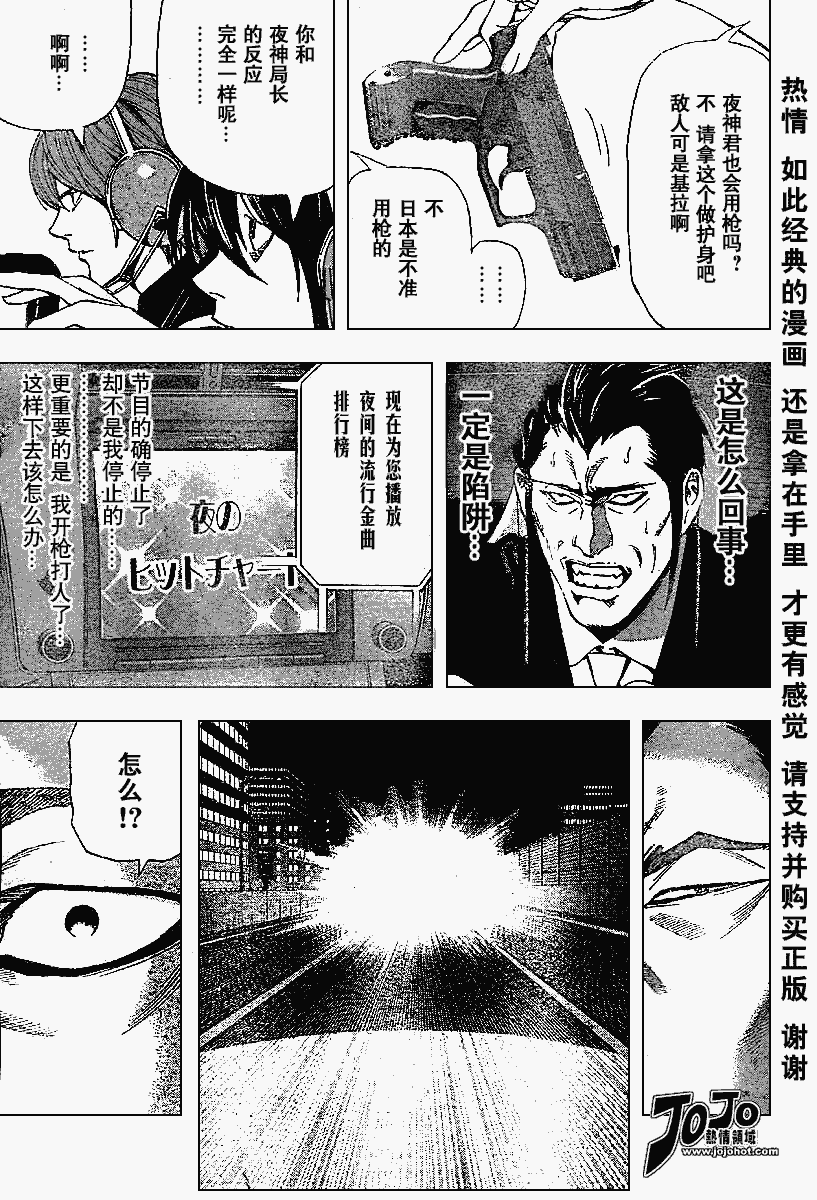 夜神君也会用枪吗?
不 请拿这个做护身吧
敌人可是基拉啊
……
不
日本是不准
用枪的
你和
夜神局长
的反应
完全一样呢…
…………
……
啊啊…
这是怎么回事…
一定是陷阱…
现在为您播放
夜间的流行金曲
排行榜
夜の
ヒットチャート
节目的确停止了
却不是我停止的……
………………
更重要的是 我开枪打人了…
这样下去该怎么办…
怎么!?
热情 如此经典的漫画 还是拿在手里 才更有感觉 请支持并购买正版 谢谢
JOJO
熱情領域
www.jojohot.com